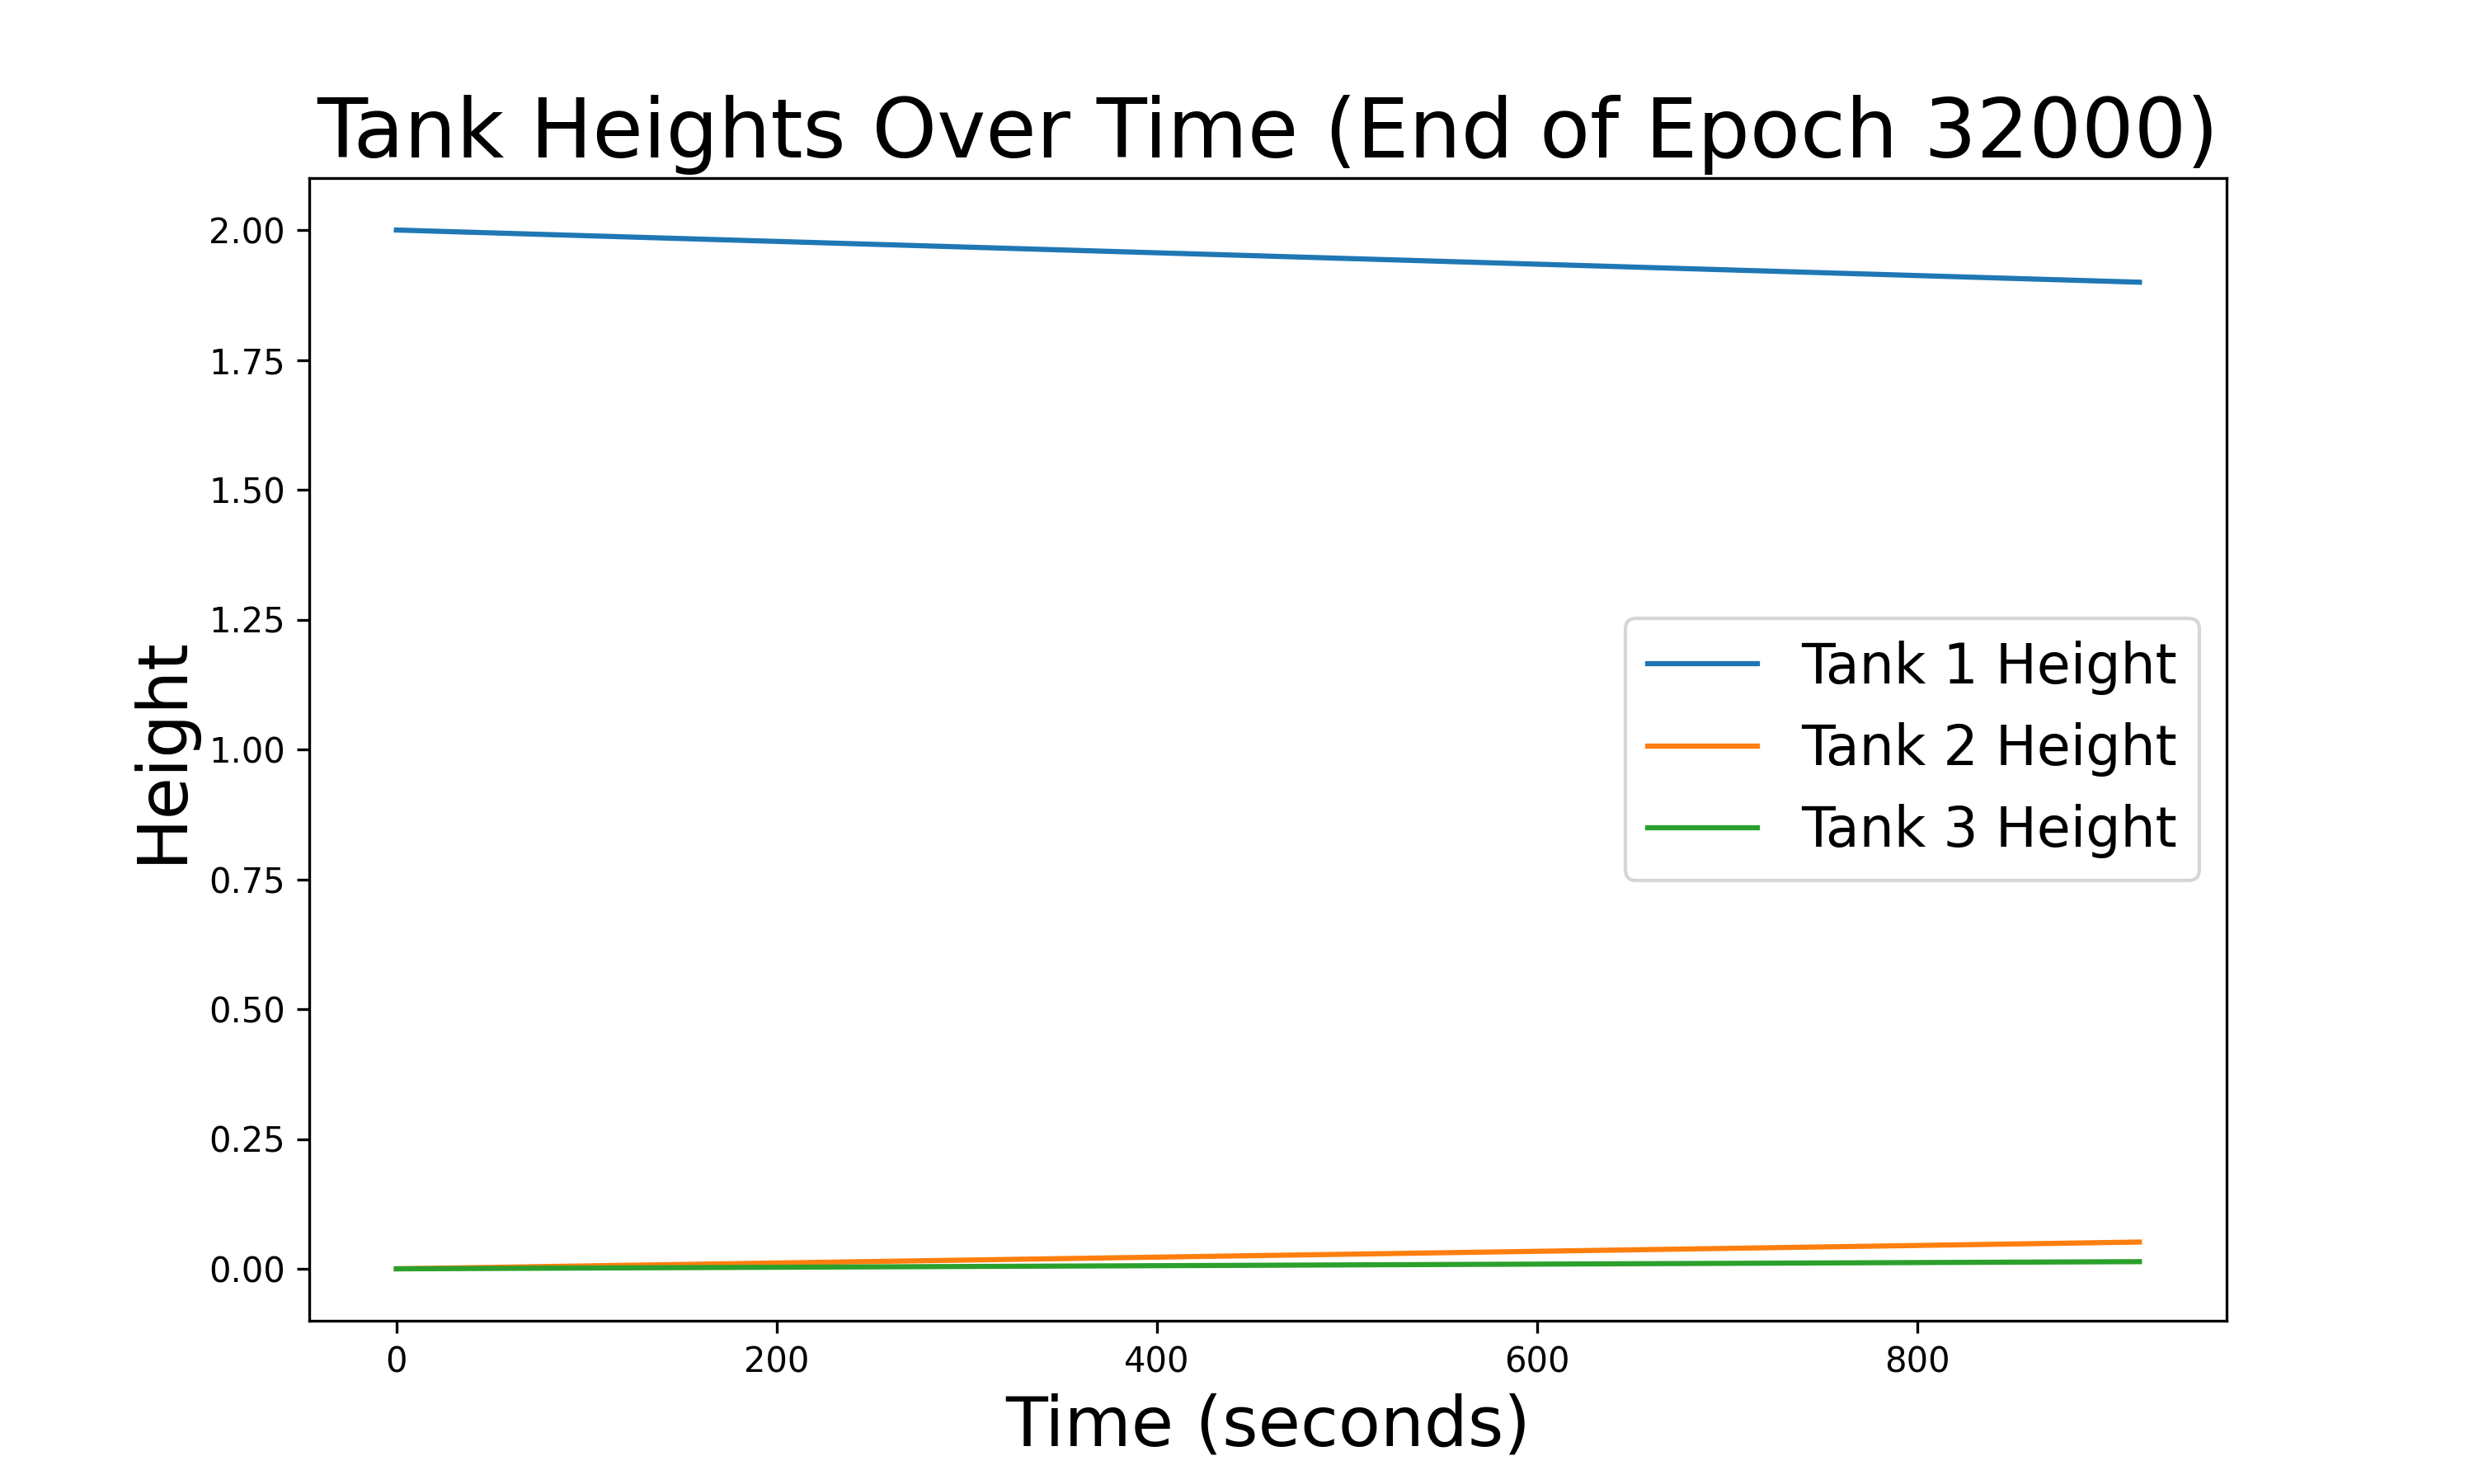 Tank Heights Over Time (End of Epoch 32000)
2.00
1.75
1.50
1.25
1.00
0.75
0.50
0.25
0.00
Height
Tank 1 Height
Tank 2 Height
Tank 3 Height
0 200 400 600 800
Time (seconds)